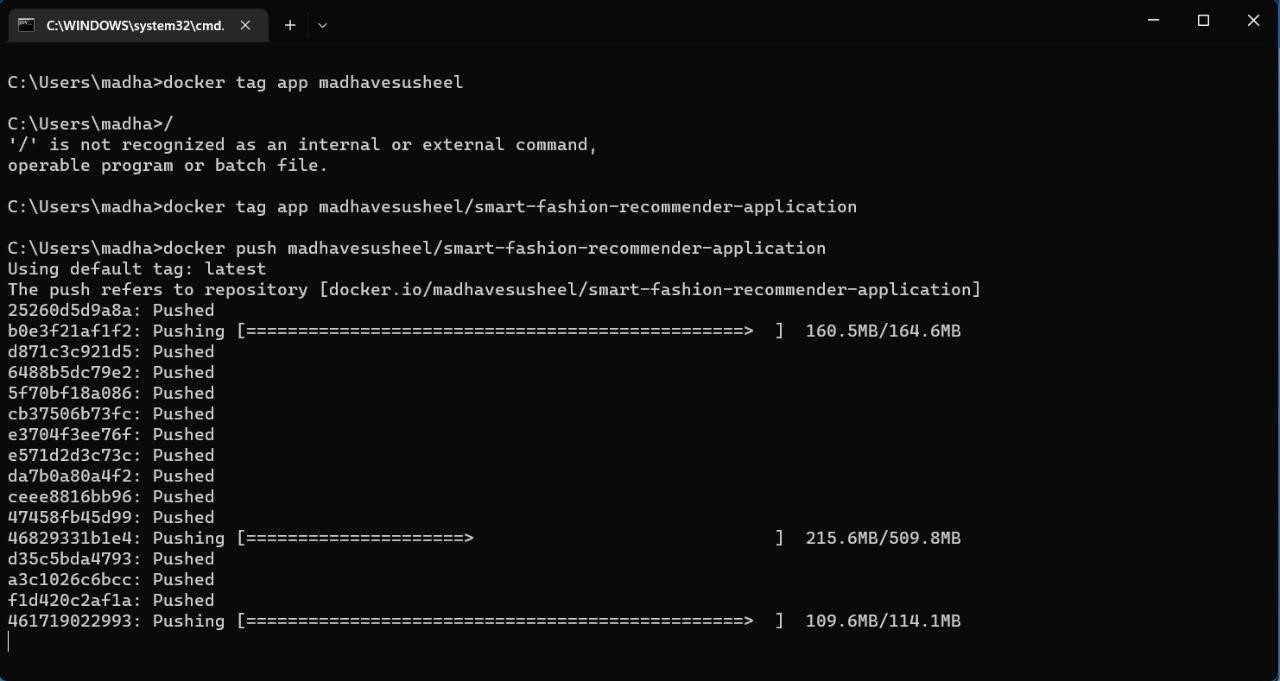 C:\WINDOWS\system32\cmd.
C:\Users\madha>docker tag app madhavesusheel
C:\Users\madha>/
'/' is not recognized as an internal or external command,
operable program or batch file.
C:\Users\madha>docker tag app madhavesusheel/smart-fashion-recommender-application
C:\Users\madha>docker push madhavesusheel/smart-fashion-recommender-application
Using default tag: latest
The push refers to repository [docker.io/madhavesusheel/smart-fashion-recommender-application]
25260d5d9a8a: Pushed
b0e3f21af1f2: Pushing [================================================>  ]  160.5MB/164.6MB
d871c3c921d5: Pushed
6488b5dc79e2: Pushed
5f70bf18a086: Pushed
cb37506b73fc: Pushed
e3704f3ee76f: Pushed
e571d2d3c73c: Pushed
da7b0a80a4f2: Pushed
ceee8816bb96: Pushed
47458fb45d99: Pushed
46829331b1e4: Pushing [=====================>                             ]  215.6MB/509.8MB
d35c5bda4793: Pushed
a3c1026c6bcc: Pushed
f1d420c2af1a: Pushed
461719022993: Pushing [================================================>  ]  109.6MB/114.1MB